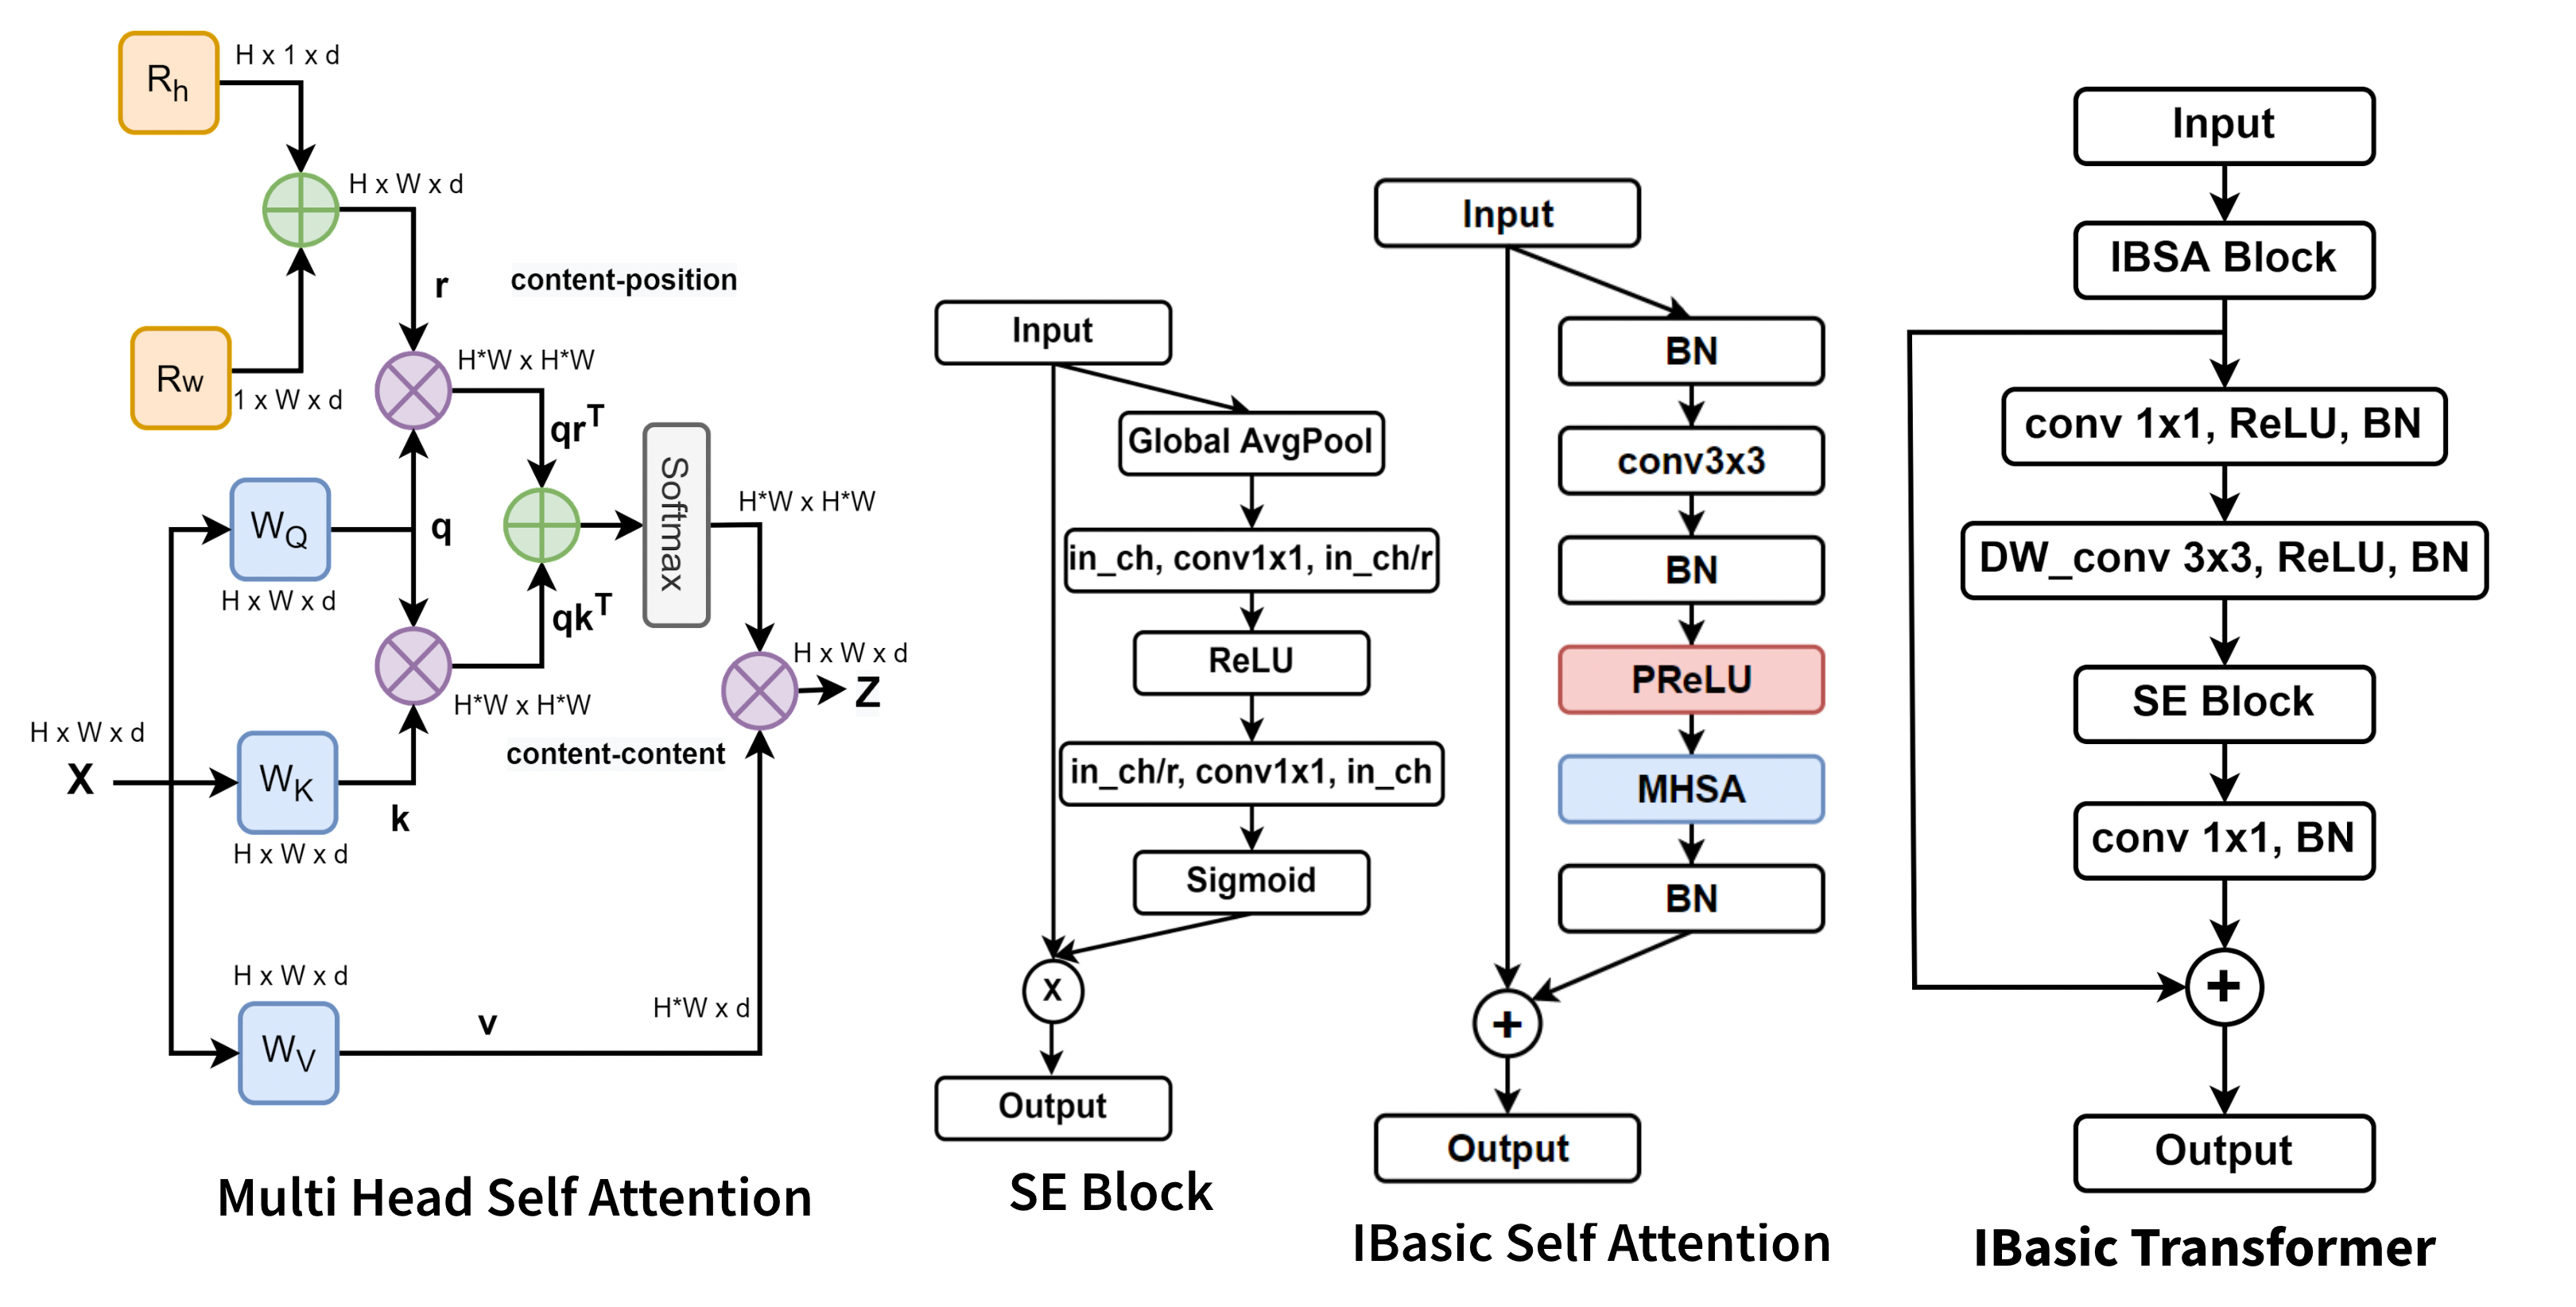 R_h
H x 1 x d
H x W x d
r
content-position
Rw
1 x W x d
H*W x H*W
qr^T
W_Q
q
H x W x d
Softmax
H*W x H*W
qk^T
H*W x H*W
content-content
H x W x d
Z
H x W x d
X
W_K
k
H x W x d
H x W x d
W_V
v
H*W x d
Multi Head Self Attention
Input
Global AvgPool
in_ch, conv1x1, in_ch/r
ReLU
in_ch/r, conv1x1, in_ch
Sigmoid
x
Output
SE Block
Input
BN
conv3x3
BN
PReLU
MHSA
BN
+
Output
IBasic Self Attention
Input
IBSA Block
conv 1x1, ReLU, BN
DW_conv 3x3, ReLU, BN
SE Block
conv 1x1, BN
+
Output
IBasic Transformer